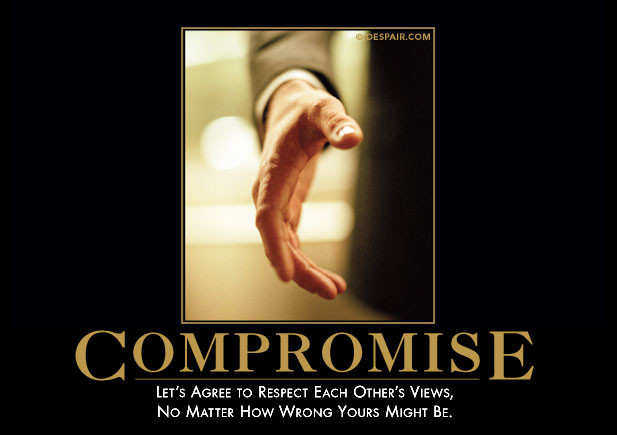 © DESPAIR.COM
COMPROMISE
LET'S AGREE TO RESPECT EACH OTHER'S VIEWS,
NO MATTER HOW WRONG YOURS MIGHT BE.